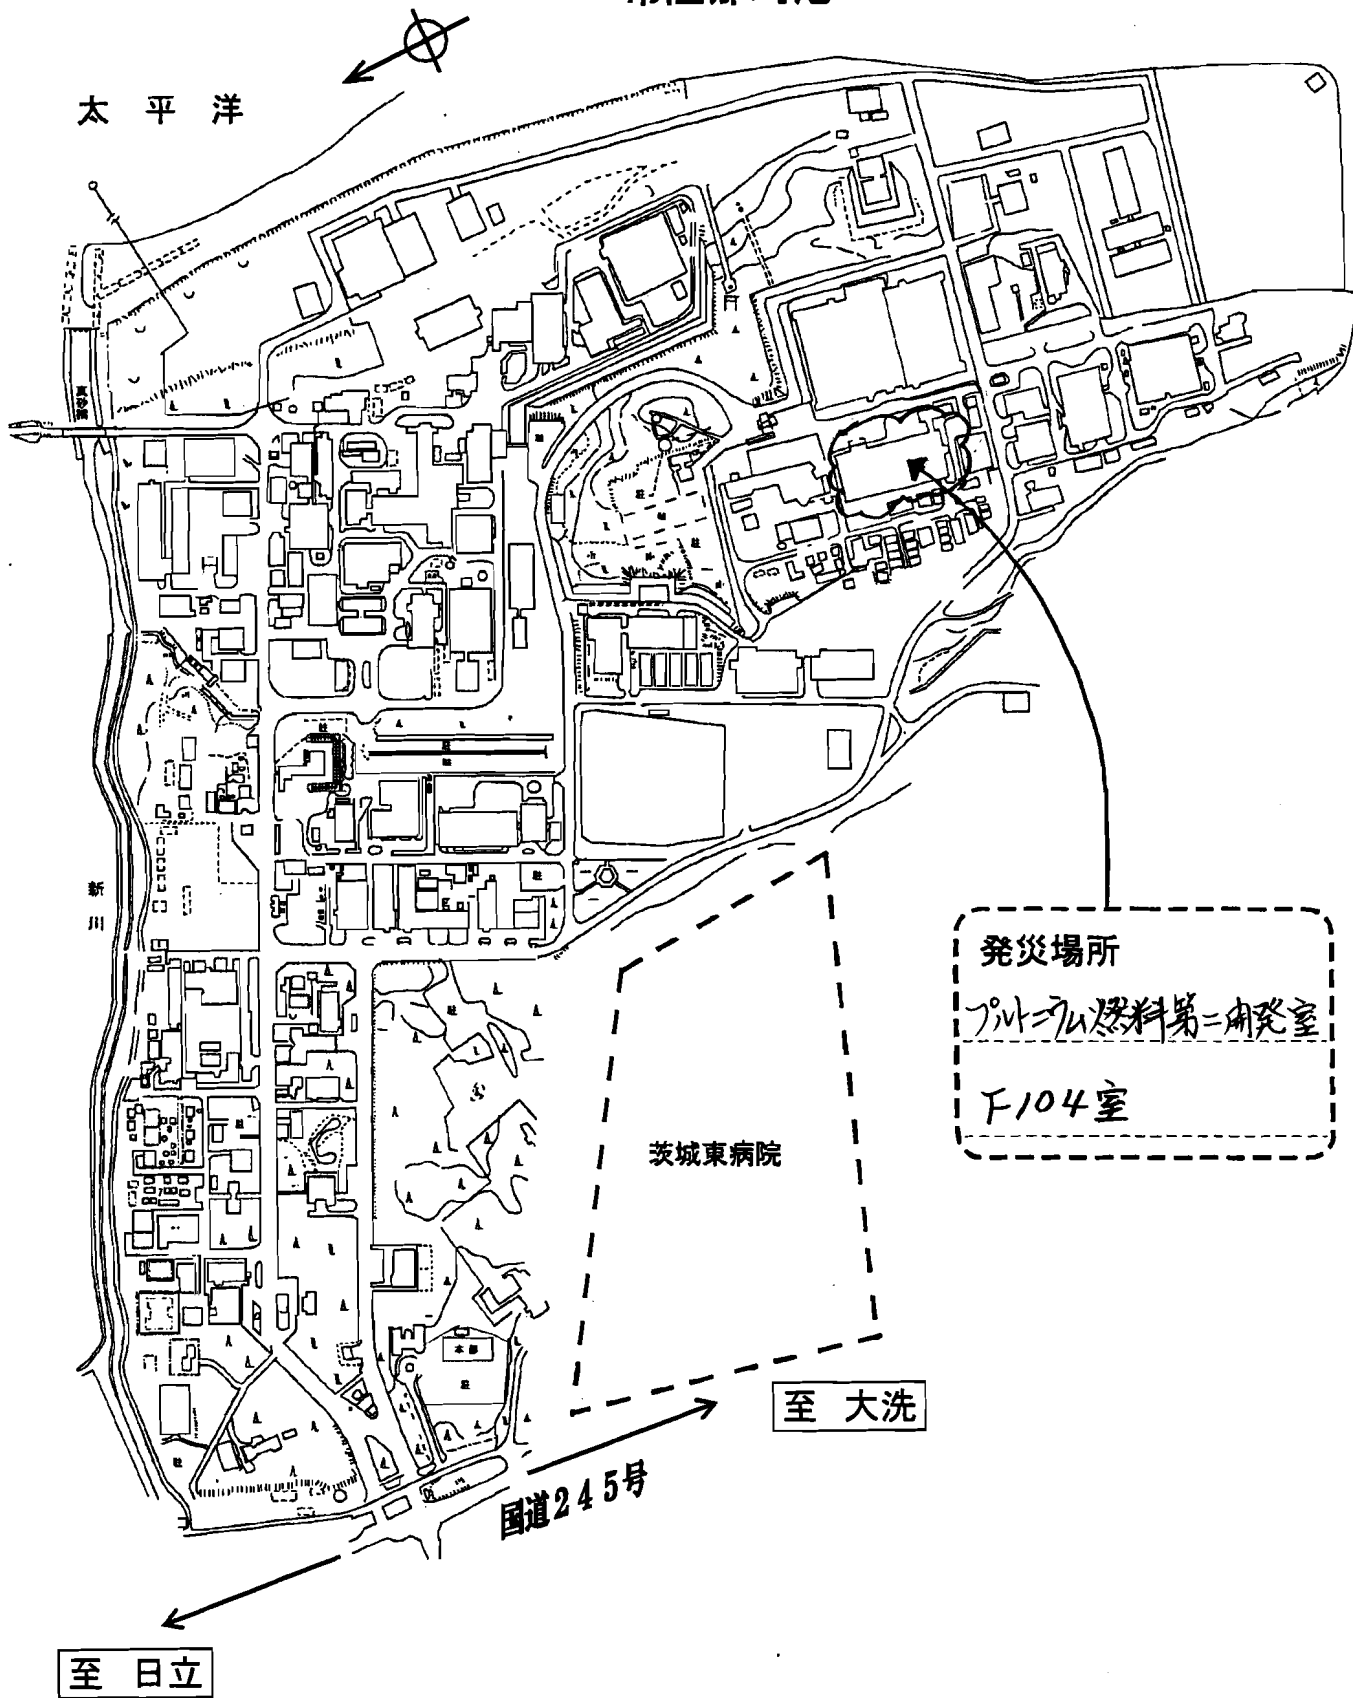 太平洋
新川
発災場所
プルトニウム燃料第二開発室
F104室
茨城東病院
本部
至 大洗
国道245号
至 日立